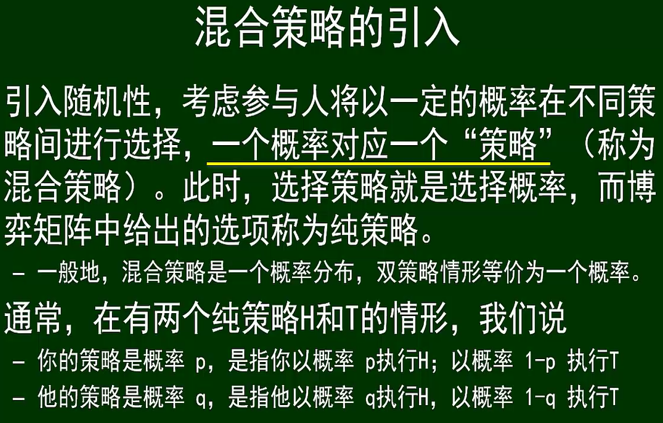 混合策略的引入
引入随机性，考虑参与人将以一定的概率在不同策
略间进行选择，一个概率对应一个“策略”（称为
混合策略）。此时，选择策略就是选择概率，而博
弈矩阵中给出的选项称为纯策略。
– 一般地，混合策略是一个概率分布，双策略情形等价为一个概率。
通常，在有两个纯策略H和T的情形，我们说
– 你的策略是概率 p，是指你以概率 p执行H；以概率 1-p 执行T
– 他的策略是概率 q，是指他以概率 q执行H，以概率 1-q 执行T